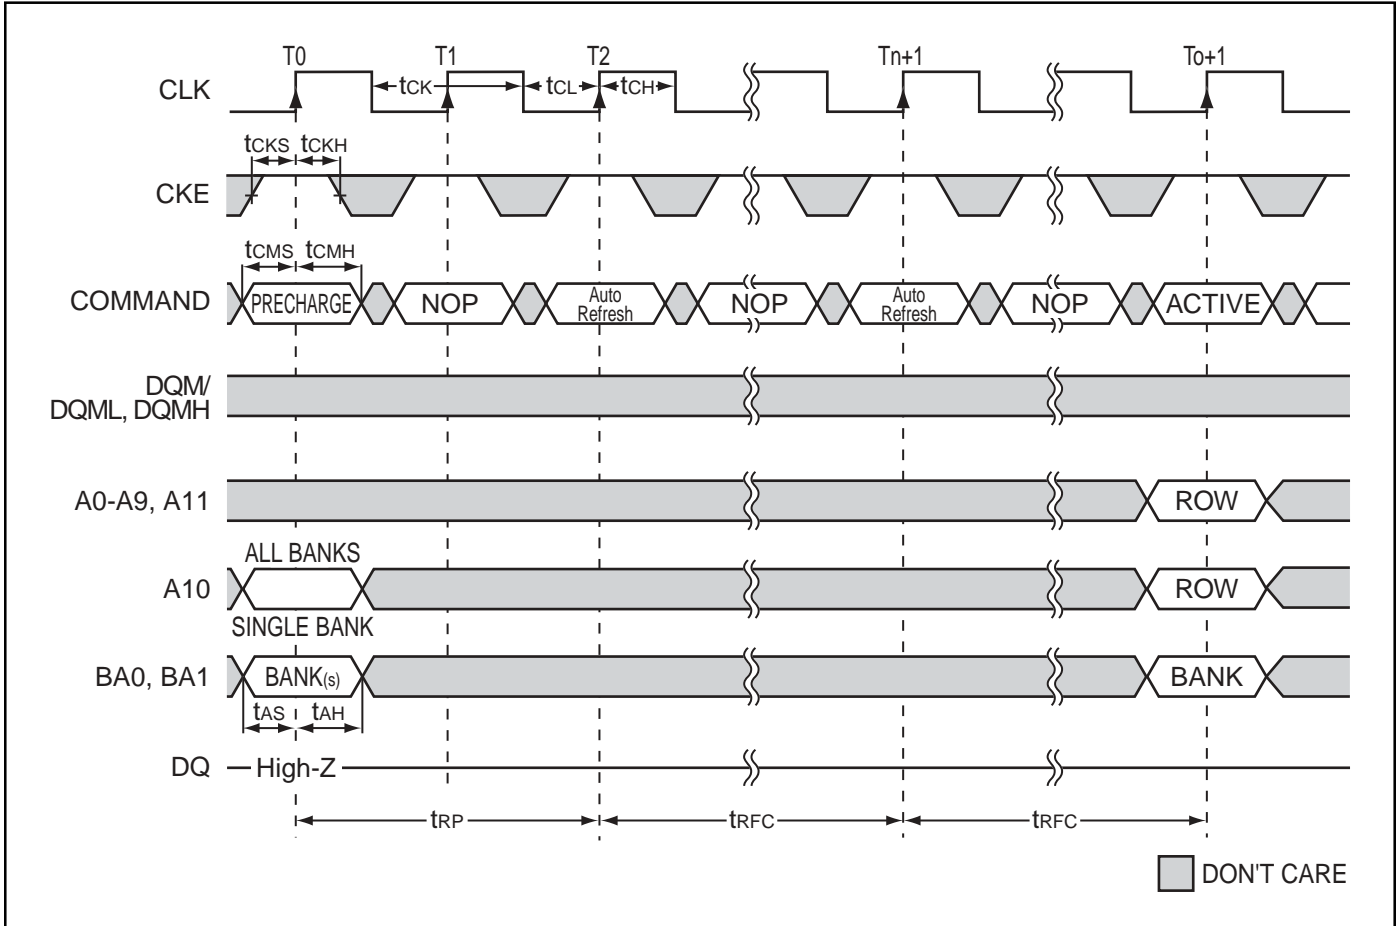 T0 T1 T2 Tn+1 To+1
CLK tCK tCL tCH
tCKS tCKH
CKE
tCMS tCMH
COMMAND PRECHARGE NOP Auto Refresh NOP Auto Refresh NOP ACTIVE
DQM/
DQML, DQMH
A0-A9, A11 ROW
ALL BANKS
A10 ROW
SINGLE BANK
BA0, BA1 BANK(s) BANK
tAS tAH
DQ High-Z
tRP tRFC tRFC
DON'T CARE